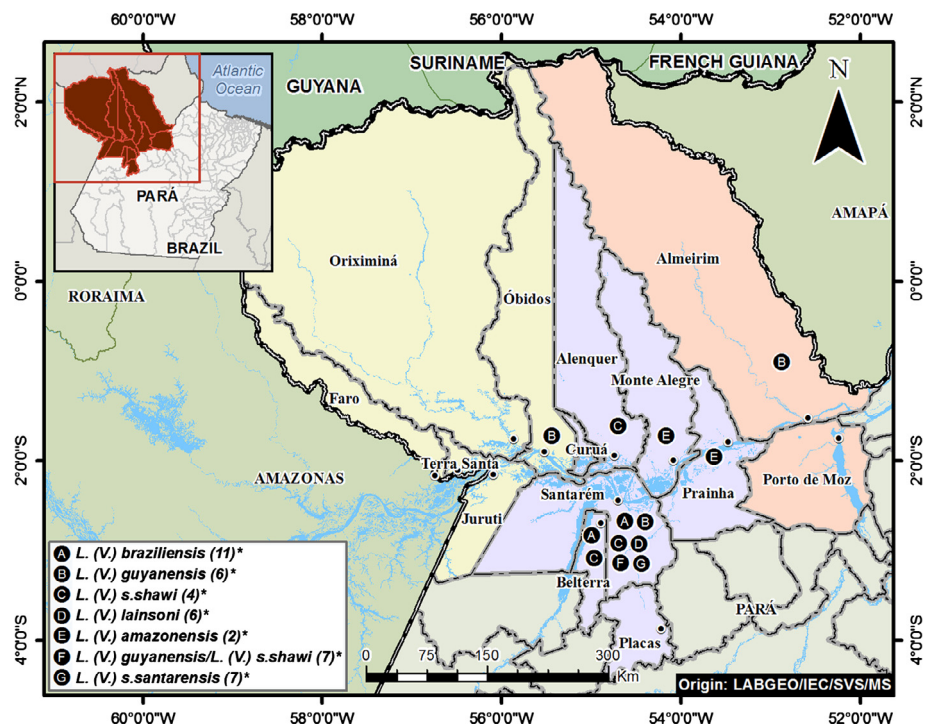 60°0'0"W 58°0'0"W 56°0'0"W 54°0'0"W 52°0'0"W
Atlantic
Ocean
PARÁ
BRAZIL
GUYANA
SURINAME
FRENCH GUIANA
N
2°0'0"N
2°0'0"N
AMAPÁ
Oriximiná
Almeirim
0°0'0"
0°0'0"
RORAIMA
Óbidos
Alenquer
Monte Alegre
B
Faro
B
C
E
Curuá
E
2°0'0"S
2°0'0"S
Terra Santa
AMAZONAS
Santarém
Prainha
Porto de Moz
Juruti
A B
A
C D
C
F G
Belterra
PARÁ
Placas
4°0'0"S
4°0'0"S
A L. (V.) braziliensis (11)*
B L. (V.) guyanensis (6)*
C L. (V.) s.shawi (4)*
D L. (V.) lainsoni (6)*
E L. (V.) amazonensis (2)*
F L. (V.) guyanensis/L. (V.) s.shawi (7)*
G L. (V.) s.santarensis (7)*
0 75 150 300
Km
Origin: LABGEO/IEC/SVS/MS
60°0'0"W 58°0'0"W 56°0'0"W 54°0'0"W 52°0'0"W